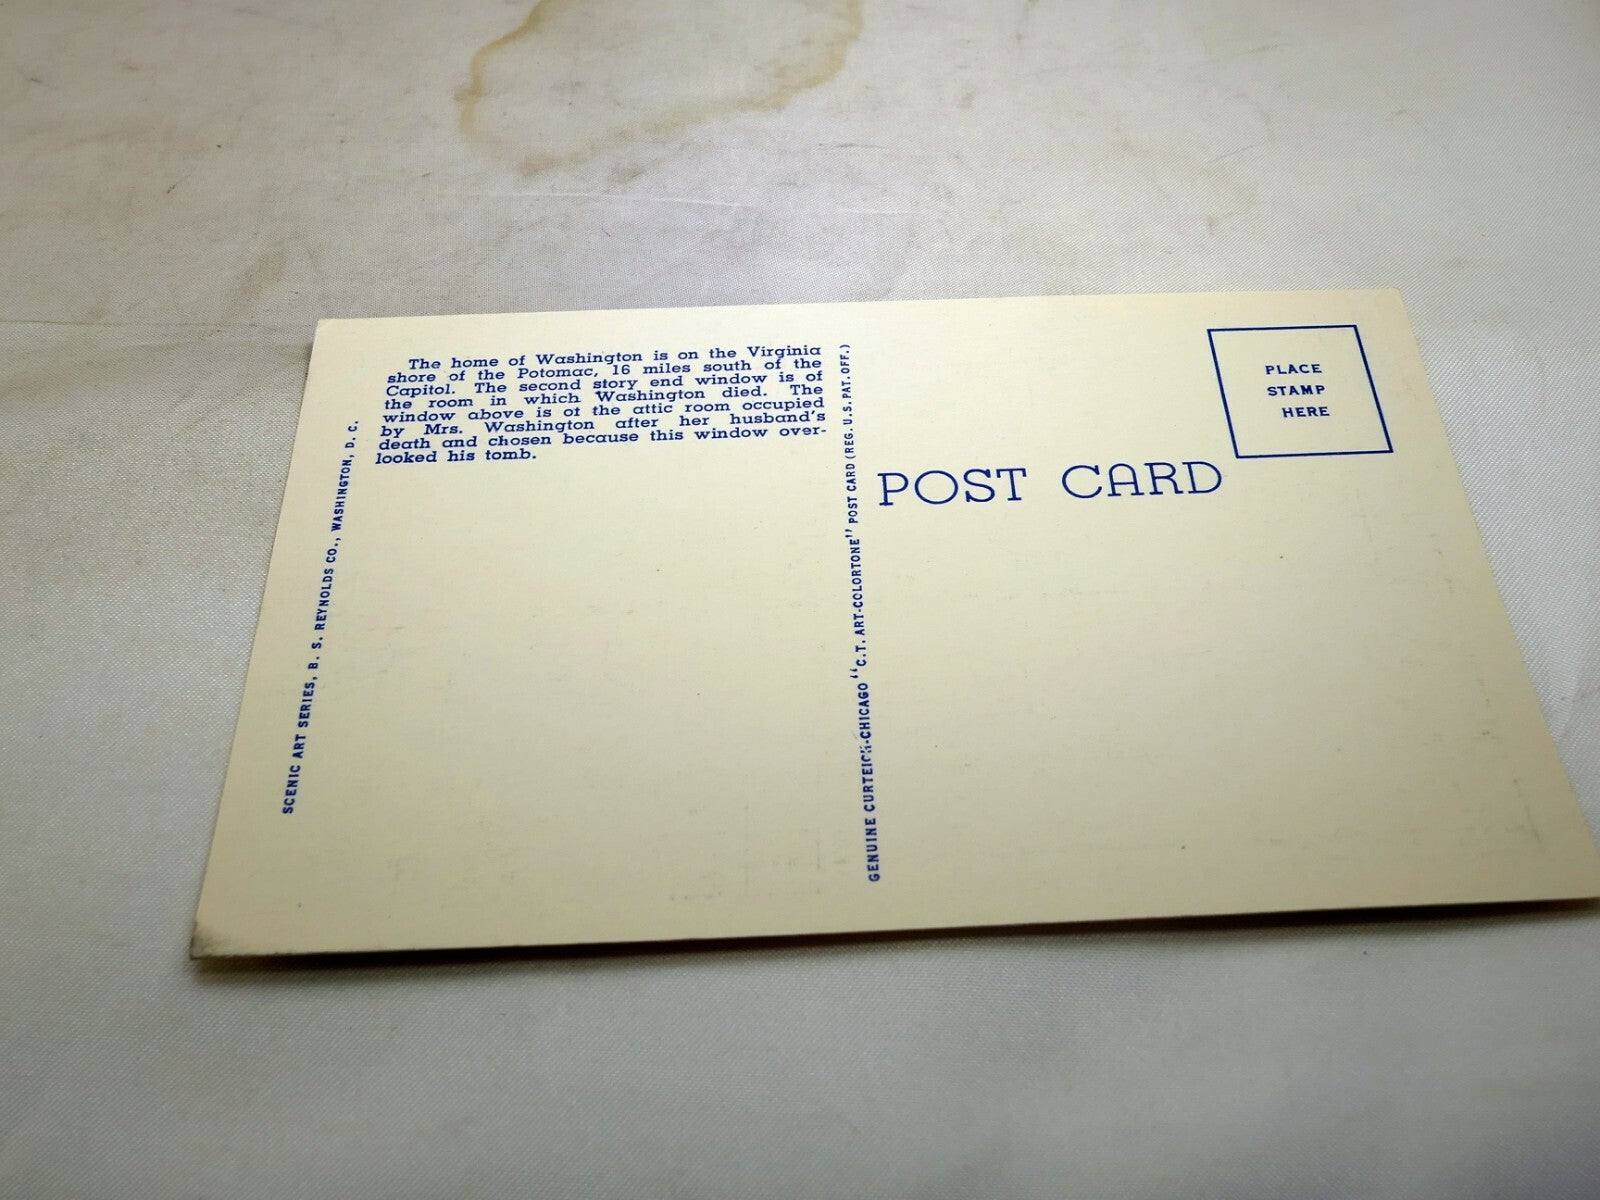 The home of Washington is on the Virginia
shore of the Potomac, 16 miles south of the
Capitol. The second story end window is of
the room in which Washington died. The
window above is of the attic room occupied
by Mrs. Washington after her husband's
death and chosen because this window over-
looked his tomb.
SCENIC ART SERIES, B. S. REYNOLDS CO., WASHINGTON, D. C.
GENUINE CURTEICH-CHICAGO "C.T. ART-COLORTONE" POST CARD (REG. U.S. PAT. OFF.)
POST CARD
PLACE
STAMP
HERE